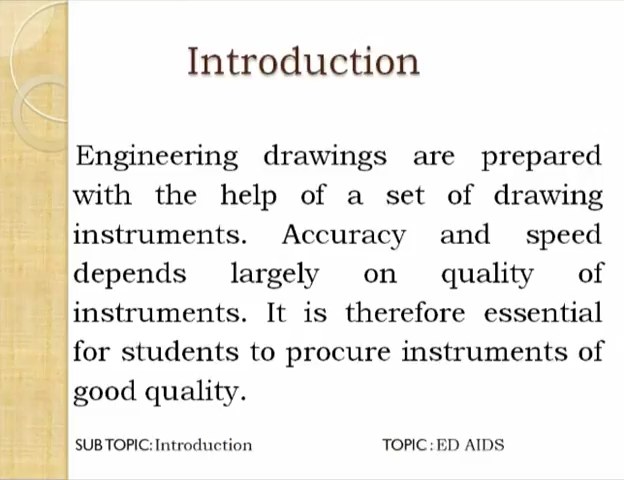 Introduction
Engineering drawings are prepared
with the help of a set of drawing
instruments. Accuracy and speed
depends largely on quality of
instruments. It is therefore essential
for students to procure instruments of
good quality.
SUB TOPIC: Introduction TOPIC : ED AIDS